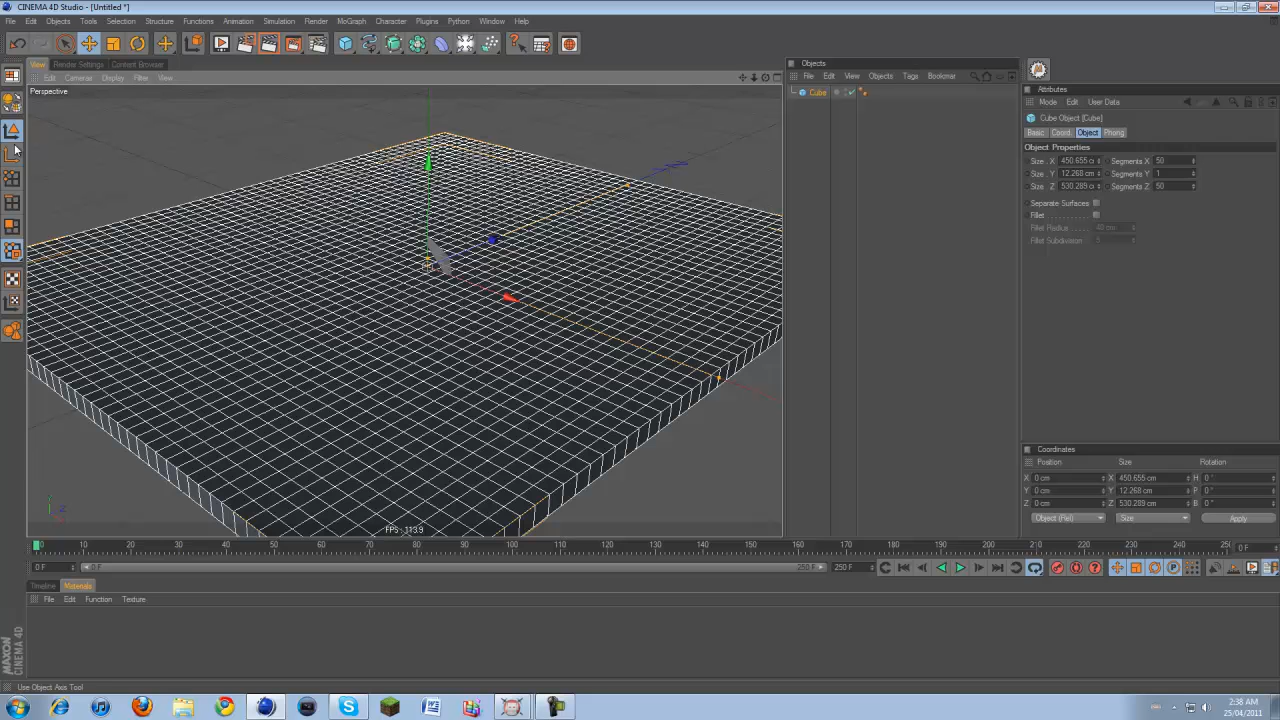 CINEMA 4D Studio - [Untitled *]
File Edit Objects Tools Selection Structure Functions Animation Simulation Render MoGraph Character Plugins Python Window Help
View Render Settings Content Browser
Edit Cameras Display Filter View
Perspective
FPS : 113.9
Objects
File Edit View Objects Tags Bookmar
Cube
Attributes
Mode Edit User Data
Cube Object [Cube]
Basic Coord. Object Phong
Object Properties
Size . X 450.655 c Segments X 50
Size . Y 12.268 cm Segments Y 1
Size . Z 530.289 cm Segments Z 50
Separate Surfaces
Fillet
Fillet Radius 40 cm
Fillet Subdivision 5
Coordinates
Position Size Rotation
X 0 cm X 450.655 cm H 0 °
Y 0 cm Y 12.268 cm P 0 °
Z 0 cm Z 530.289 cm B 0 °
Object (Rel) Size Apply
0 10 20 30 40 50 60 70 80 90 100 110 120 130 140 150 160 170 180 190 200 210 220 230 240 25 0 F
0 F 0 F 250 F 250 F
Timeline Materials
File Edit Function Texture
MAXON
CINEMA 4D
Use Object Axis Tool
2:38 AM
25/04/2011